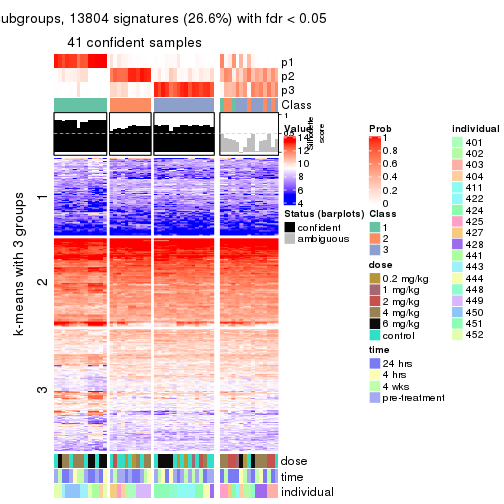 ubgroups, 13804 signatures (26.6%) with fdr < 0.05
41 confident samples
p1
p2
p3
Class
1
0
Silhouette
score
k-means with 3 groups
1
2
3
dose
time
individual
Value
14
12
10
8
6
4
Status (barplots)
confident
ambiguous
Prob
1
0.8
0.6
0.4
0.2
0
Class
1
2
3
dose
0.2 mg/kg
1 mg/kg
2 mg/kg
4 mg/kg
6 mg/kg
control
time
24 hrs
4 hrs
4 wks
pre-treatment
individual
401
402
403
404
411
422
424
425
427
428
441
443
444
448
449
450
451
452